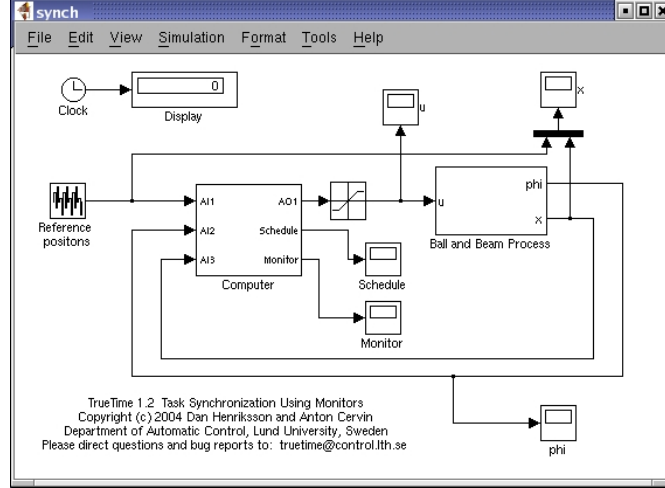 synch
File Edit View Simulation Format Tools Help
Clock
0
Display
u
x
Reference
positons
AI1
AI2
AI3
AO1
Schedule
Monitor
Computer
u
phi
x
Ball and Beam Process
Schedule
Monitor
TrueTime 1.2 Task Synchronization Using Monitors
Copyright (c) 2004 Dan Henriksson and Anton Cervin
Department of Automatic Control, Lund University, Sweden
Please direct questions and bug reports to: truetime@control.lth.se
phi